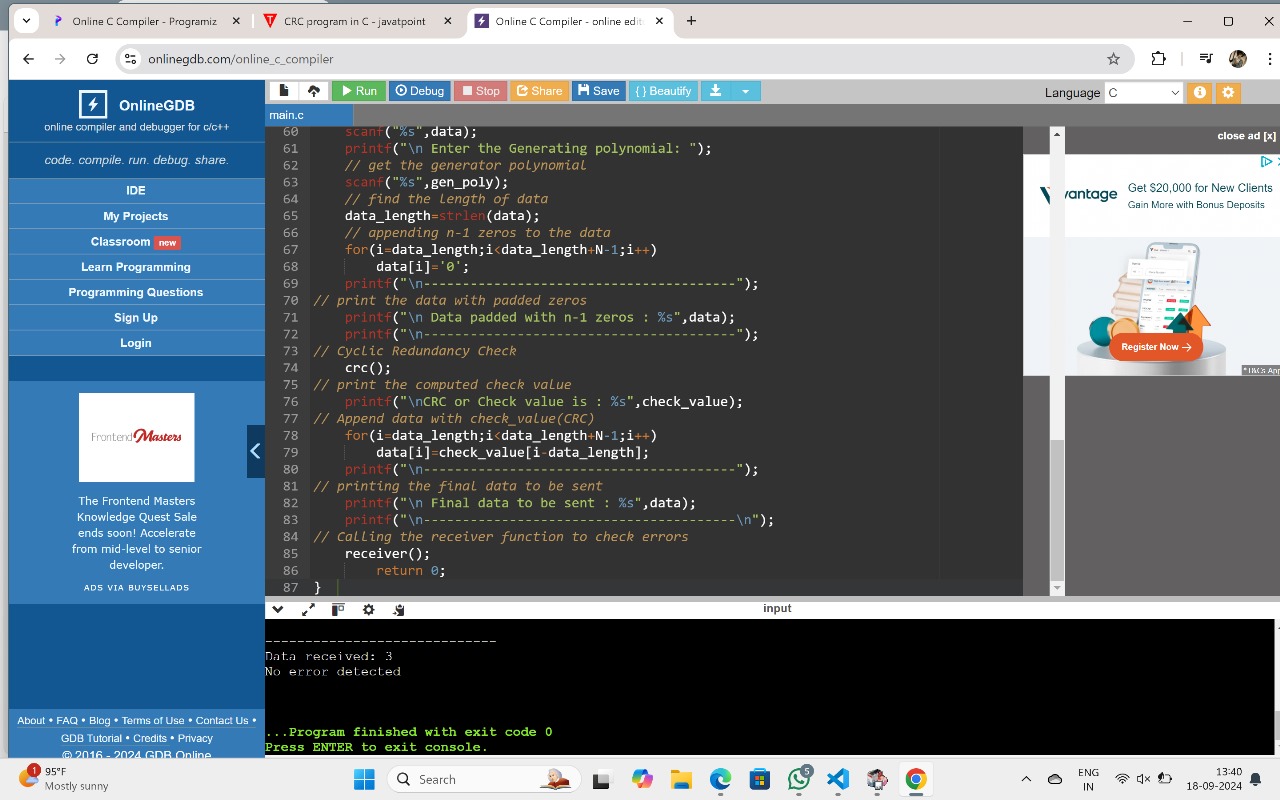 Online C Compiler - Programiz
CRC program in C - javatpoint
Online C Compiler - online edit
onlinegdb.com/online_c_compiler
OnlineGDB
online compiler and debugger for c/c++
code. compile. run. debug. share.
IDE
My Projects
Classroom new
Learn Programming
Programming Questions
Sign Up
Login
Frontend Masters
The Frontend Masters
Knowledge Quest Sale
ends soon! Accelerate
from mid-level to senior
developer.
ADS VIA BUYSELLADS
About • FAQ • Blog • Terms of Use • Contact Us •
GDB Tutorial • Credits • Privacy
© 2016 - 2024 GDB Online
Run Debug Stop Share Save { } Beautify
Language C
main.c
60 scanf("%s",data);
61 printf("\n Enter the Generating polynomial: ");
62 // get the generator polynomial
63 scanf("%s",gen_poly);
64 // find the length of data
65 data_length=strlen(data);
66 // appending n-1 zeros to the data
67 for(i=data_length;i<data_length+N-1;i++)
68 data[i]='0';
69 printf("\n----------------------------------------");
70 // print the data with padded zeros
71 printf("\n Data padded with n-1 zeros : %s",data);
72 printf("\n----------------------------------------");
73 // Cyclic Redundancy Check
74 crc();
75 // print the computed check value
76 printf("\nCRC or Check value is : %s",check_value);
77 // Append data with check_value(CRC)
78 for(i=data_length;i<data_length+N-1;i++)
79 data[i]=check_value[i-data_length];
80 printf("\n----------------------------------------");
81 // printing the final data to be sent
82 printf("\n Final data to be sent : %s",data);
83 printf("\n----------------------------------------\n");
84 // Calling the receiver function to check errors
85 receiver();
86 return 0;
87 }
close ad [x]
vantage
Get $20,000 for New Clients
Gain More with Bonus Deposits
Register Now →
input
-----------------------------
Data received: 3
No error detected
...Program finished with exit code 0
Press ENTER to exit console.
1
95°F
Mostly sunny
Search
5
ENG
IN
13:40
18-09-2024